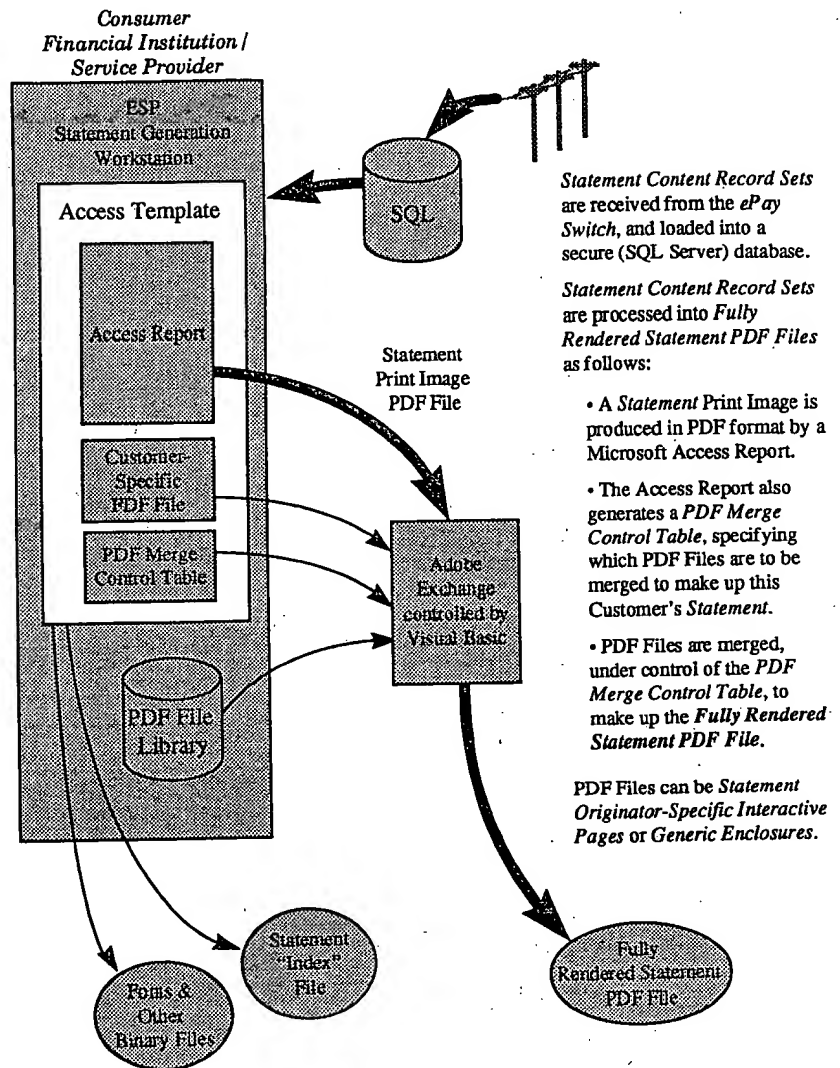 Consumer
Financial Institution /
Service Provider
ESP
Statement Generation
Workstation
Access Template
Access Report
Customer-
Specific
PDF File
PDF Merge
Control Table
PDF File
Library
SQL
Statement
Print Image
PDF File
Adobe
Exchange
controlled by
Visual Basic
Statement
"Index"
File
Fonts &
Other
Binary Files
Fully
Rendered Statement
PDF File
Statement Content Record Sets
are received from the ePay
Switch, and loaded into a
secure (SQL Server) database.
Statement Content Record Sets
are processed into Fully
Rendered Statement PDF Files
as follows:
• A Statement Print Image is
produced in PDF format by a
Microsoft Access Report.
• The Access Report also
generates a PDF Merge
Control Table, specifying
which PDF Files are to be
merged to make up this
Customer's Statement.
• PDF Files are merged,
under control of the PDF
Merge Control Table, to
make up the Fully Rendered
Statement PDF File.
PDF Files can be Statement
Originator-Specific Interactive
Pages or Generic Enclosures.